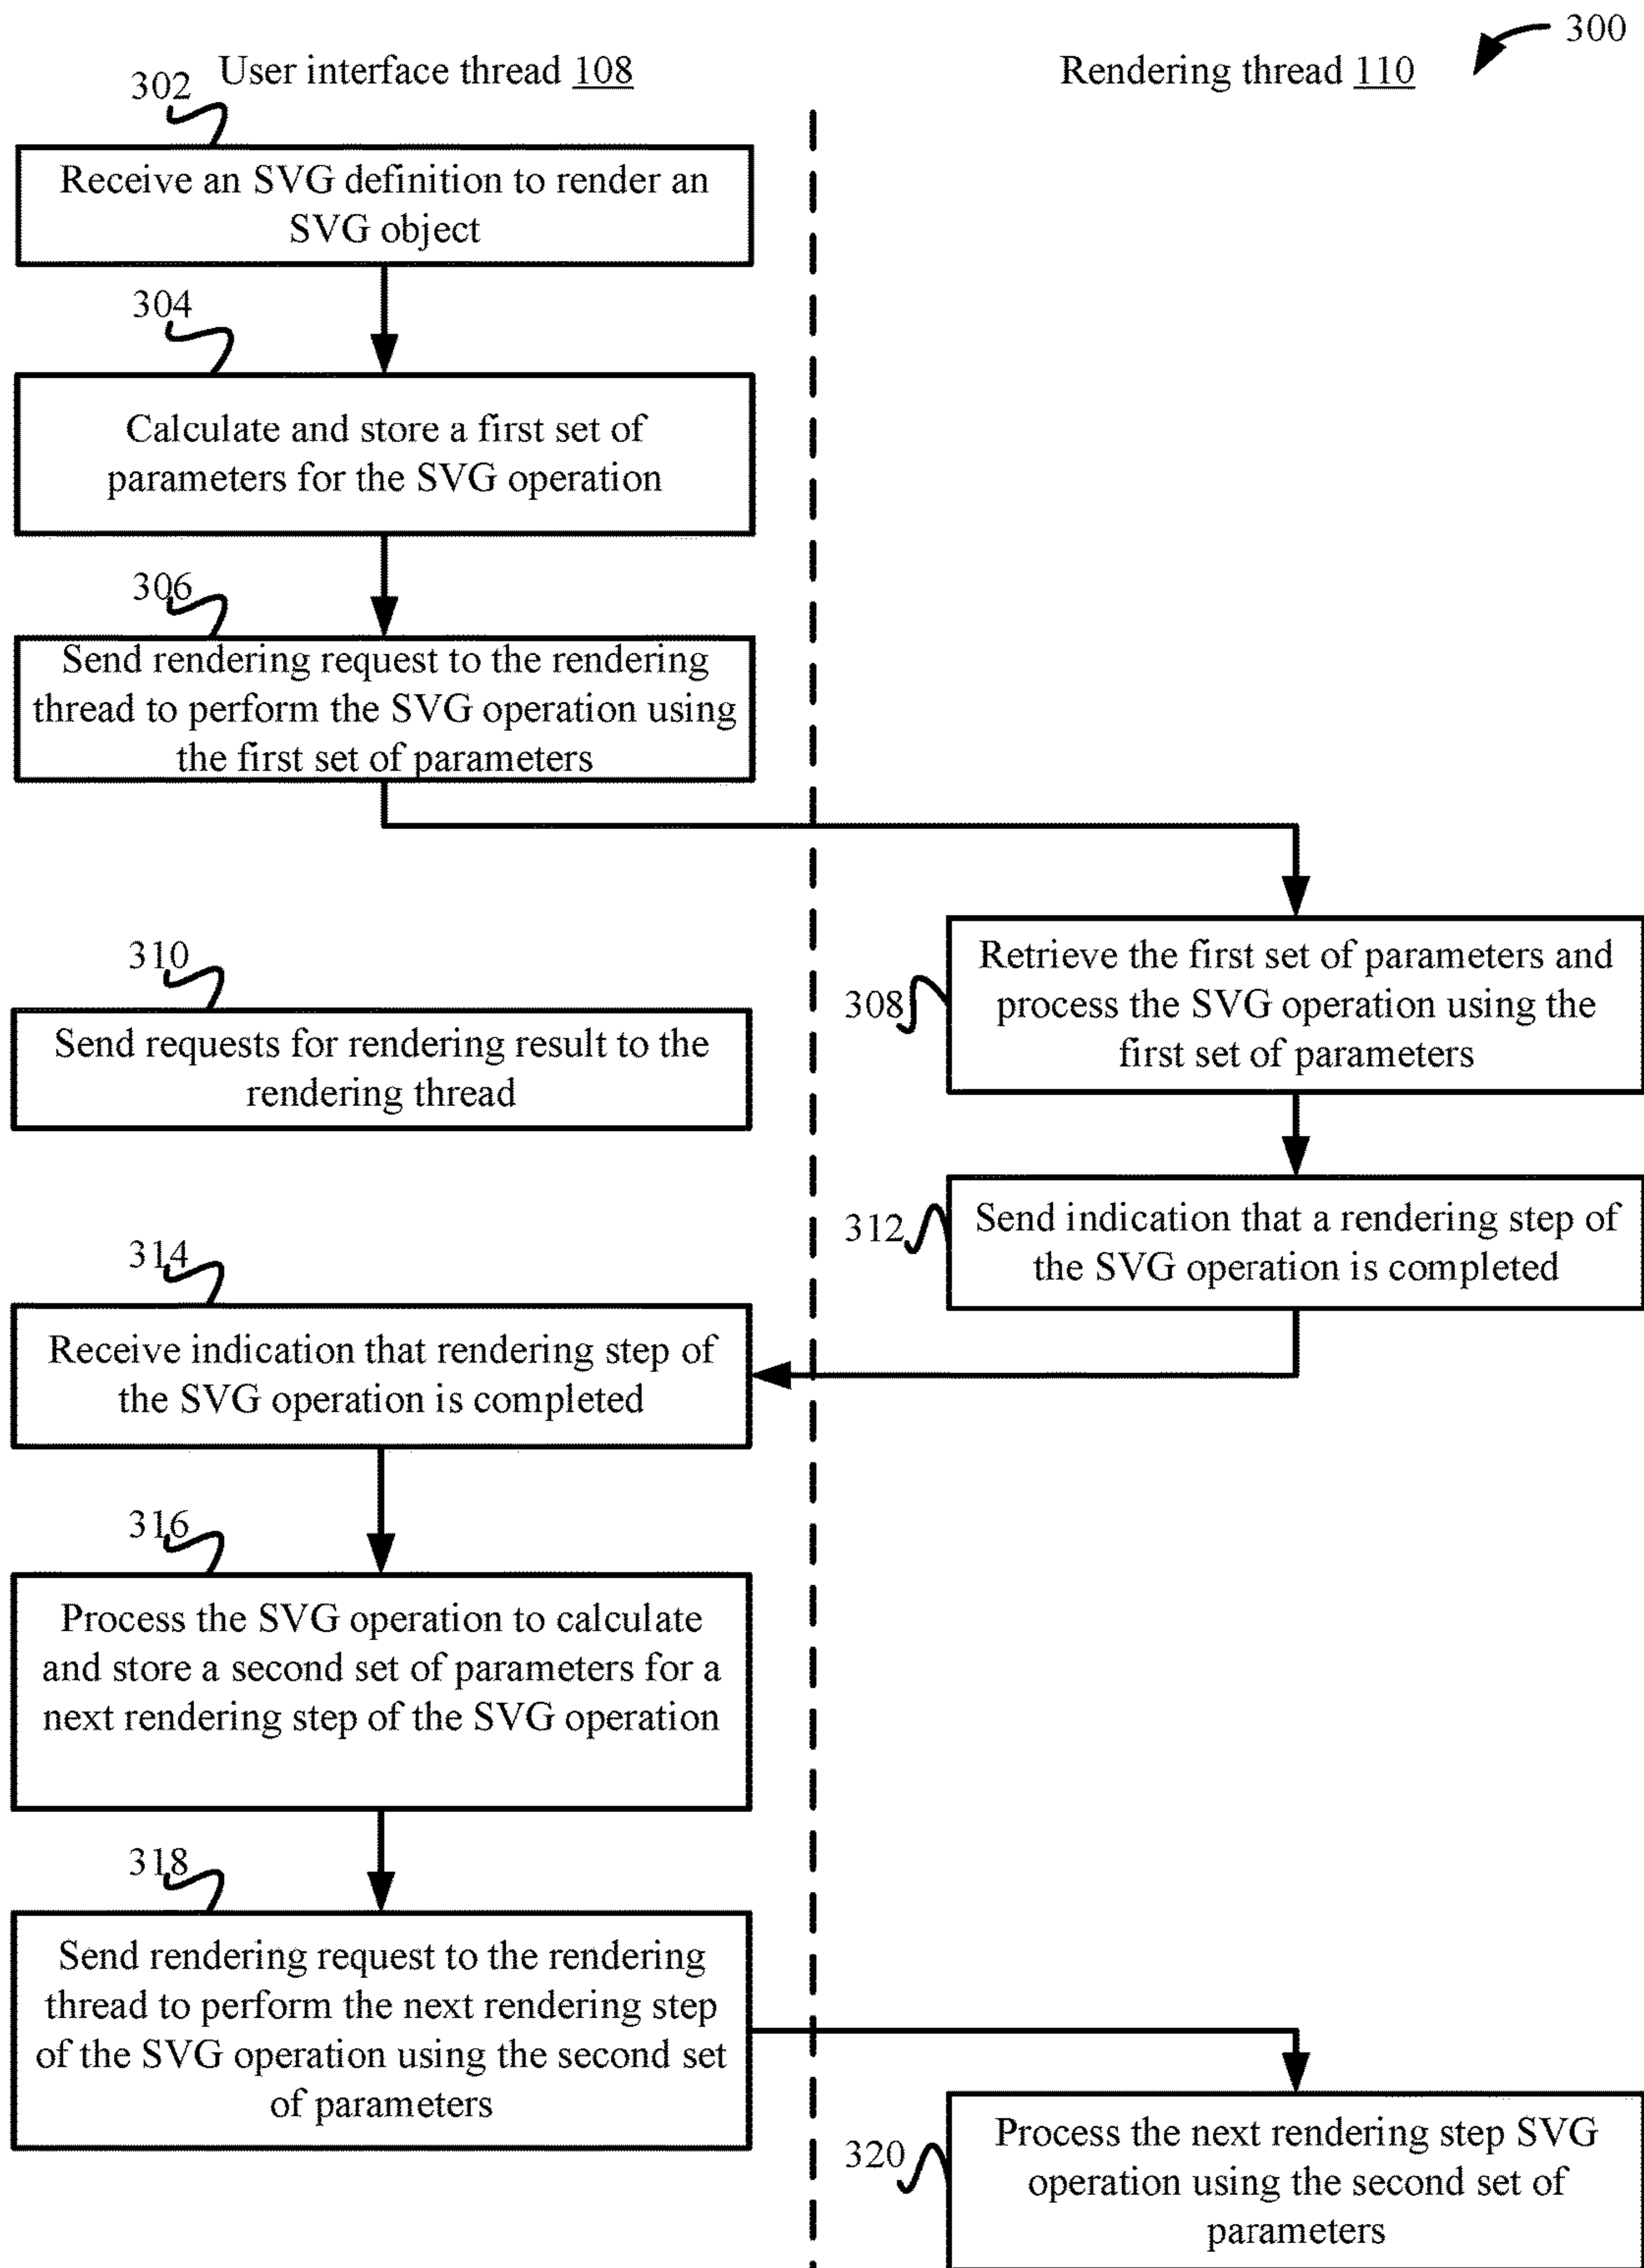 300
User interface thread 108
Rendering thread 110
302
Receive an SVG definition to render an
SVG object
304
Calculate and store a first set of
parameters for the SVG operation
306
Send rendering request to the rendering
thread to perform the SVG operation using
the first set of parameters
308
Retrieve the first set of parameters and
process the SVG operation using the
first set of parameters
310
Send requests for rendering result to the
rendering thread
312
Send indication that a rendering step of
the SVG operation is completed
314
Receive indication that rendering step of
the SVG operation is completed
316
Process the SVG operation to calculate
and store a second set of parameters for a
next rendering step of the SVG operation
318
Send rendering request to the rendering
thread to perform the next rendering step
of the SVG operation using the second set
of parameters
320
Process the next rendering step SVG
operation using the second set of
parameters